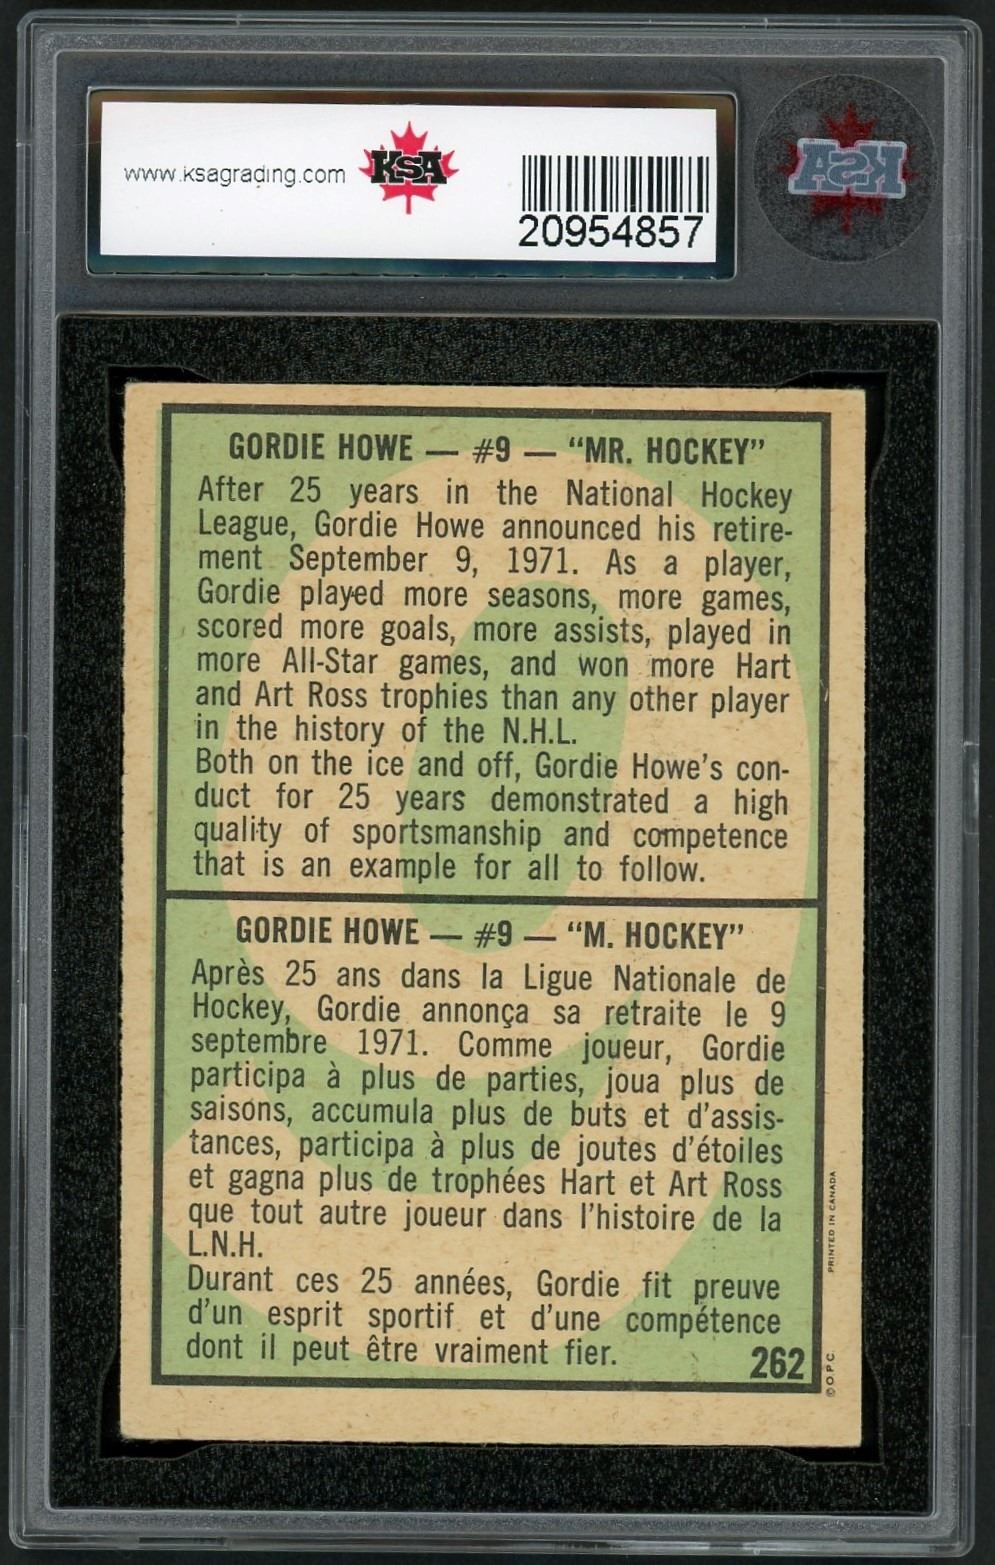 www.ksagrading.com
KSA
20954857
KSA
GORDIE HOWE — #9 — “MR. HOCKEY”
After 25 years in the National Hockey
League, Gordie Howe announced his retire-
ment September 9, 1971. As a player,
Gordie played more seasons, more games,
scored more goals, more assists, played in
more All-Star games, and won more Hart
and Art Ross trophies than any other player
in the history of the N.H.L.
Both on the ice and off, Gordie Howe's con-
duct for 25 years demonstrated a high
quality of sportsmanship and competence
that is an example for all to follow.
GORDIE HOWE — #9 — “M. HOCKEY”
Après 25 ans dans la Ligue Nationale de
Hockey, Gordie annonça sa retraite le 9
septembre 1971. Comme joueur, Gordie
participa à plus de parties, joua plus de
saisons, accumula plus de buts et d'assis-
tances, participa à plus de joutes d'étoiles
et gagna plus de trophées Hart et Art Ross
que tout autre joueur dans l'histoire de la
L.N.H.
Durant ces 25 années, Gordie fit preuve
d'un esprit sportif et d'une compétence
dont il peut être vraiment fier.
262
© O.P.C.
PRINTED IN CANADA